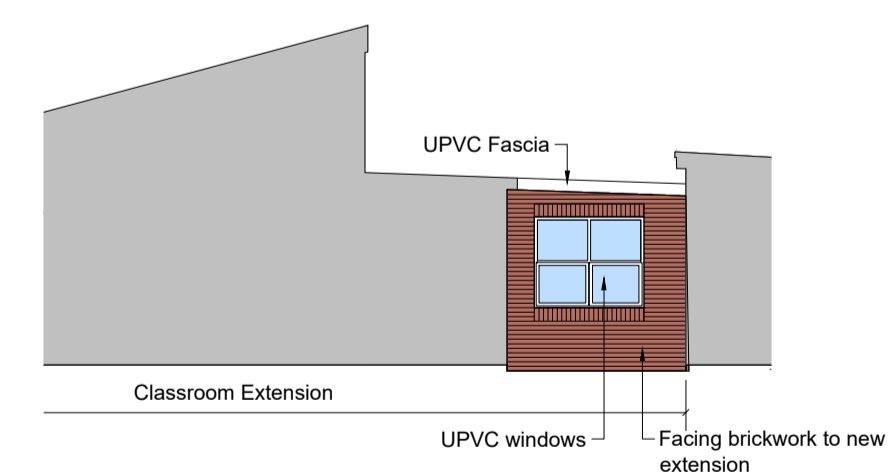 UPVC Fascia
Classroom Extension
UPVC windows
Facing brickwork to new
extension